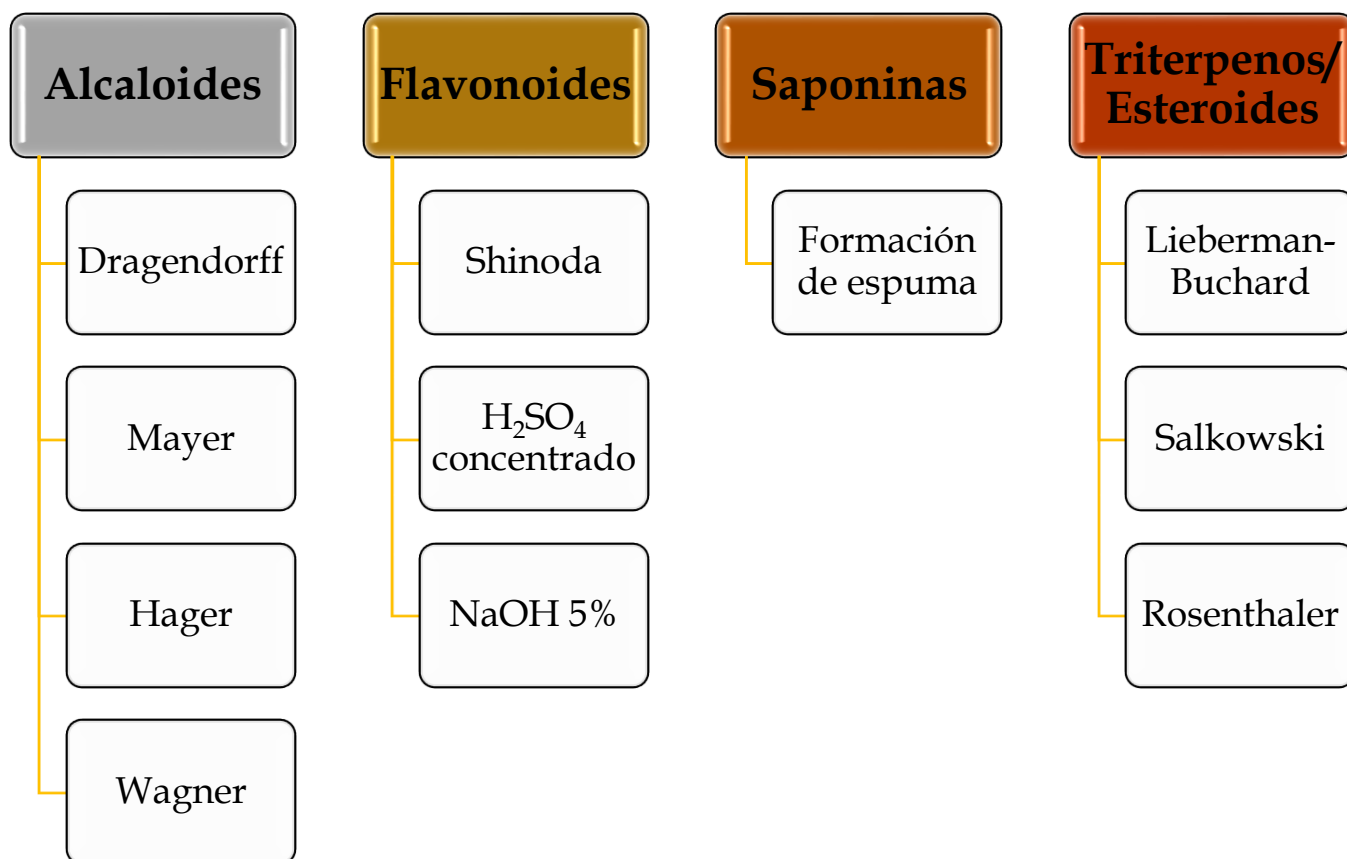 Alcaloides
Dragendorff
Mayer
Hager
Wagner
Flavonoides
Shinoda
H₂SO₄
concentrado
NaOH 5%
Saponinas
Formación
de espuma
Triterpenos/
Esteroides
Lieberman-
Buchard
Salkowski
Rosenthaler